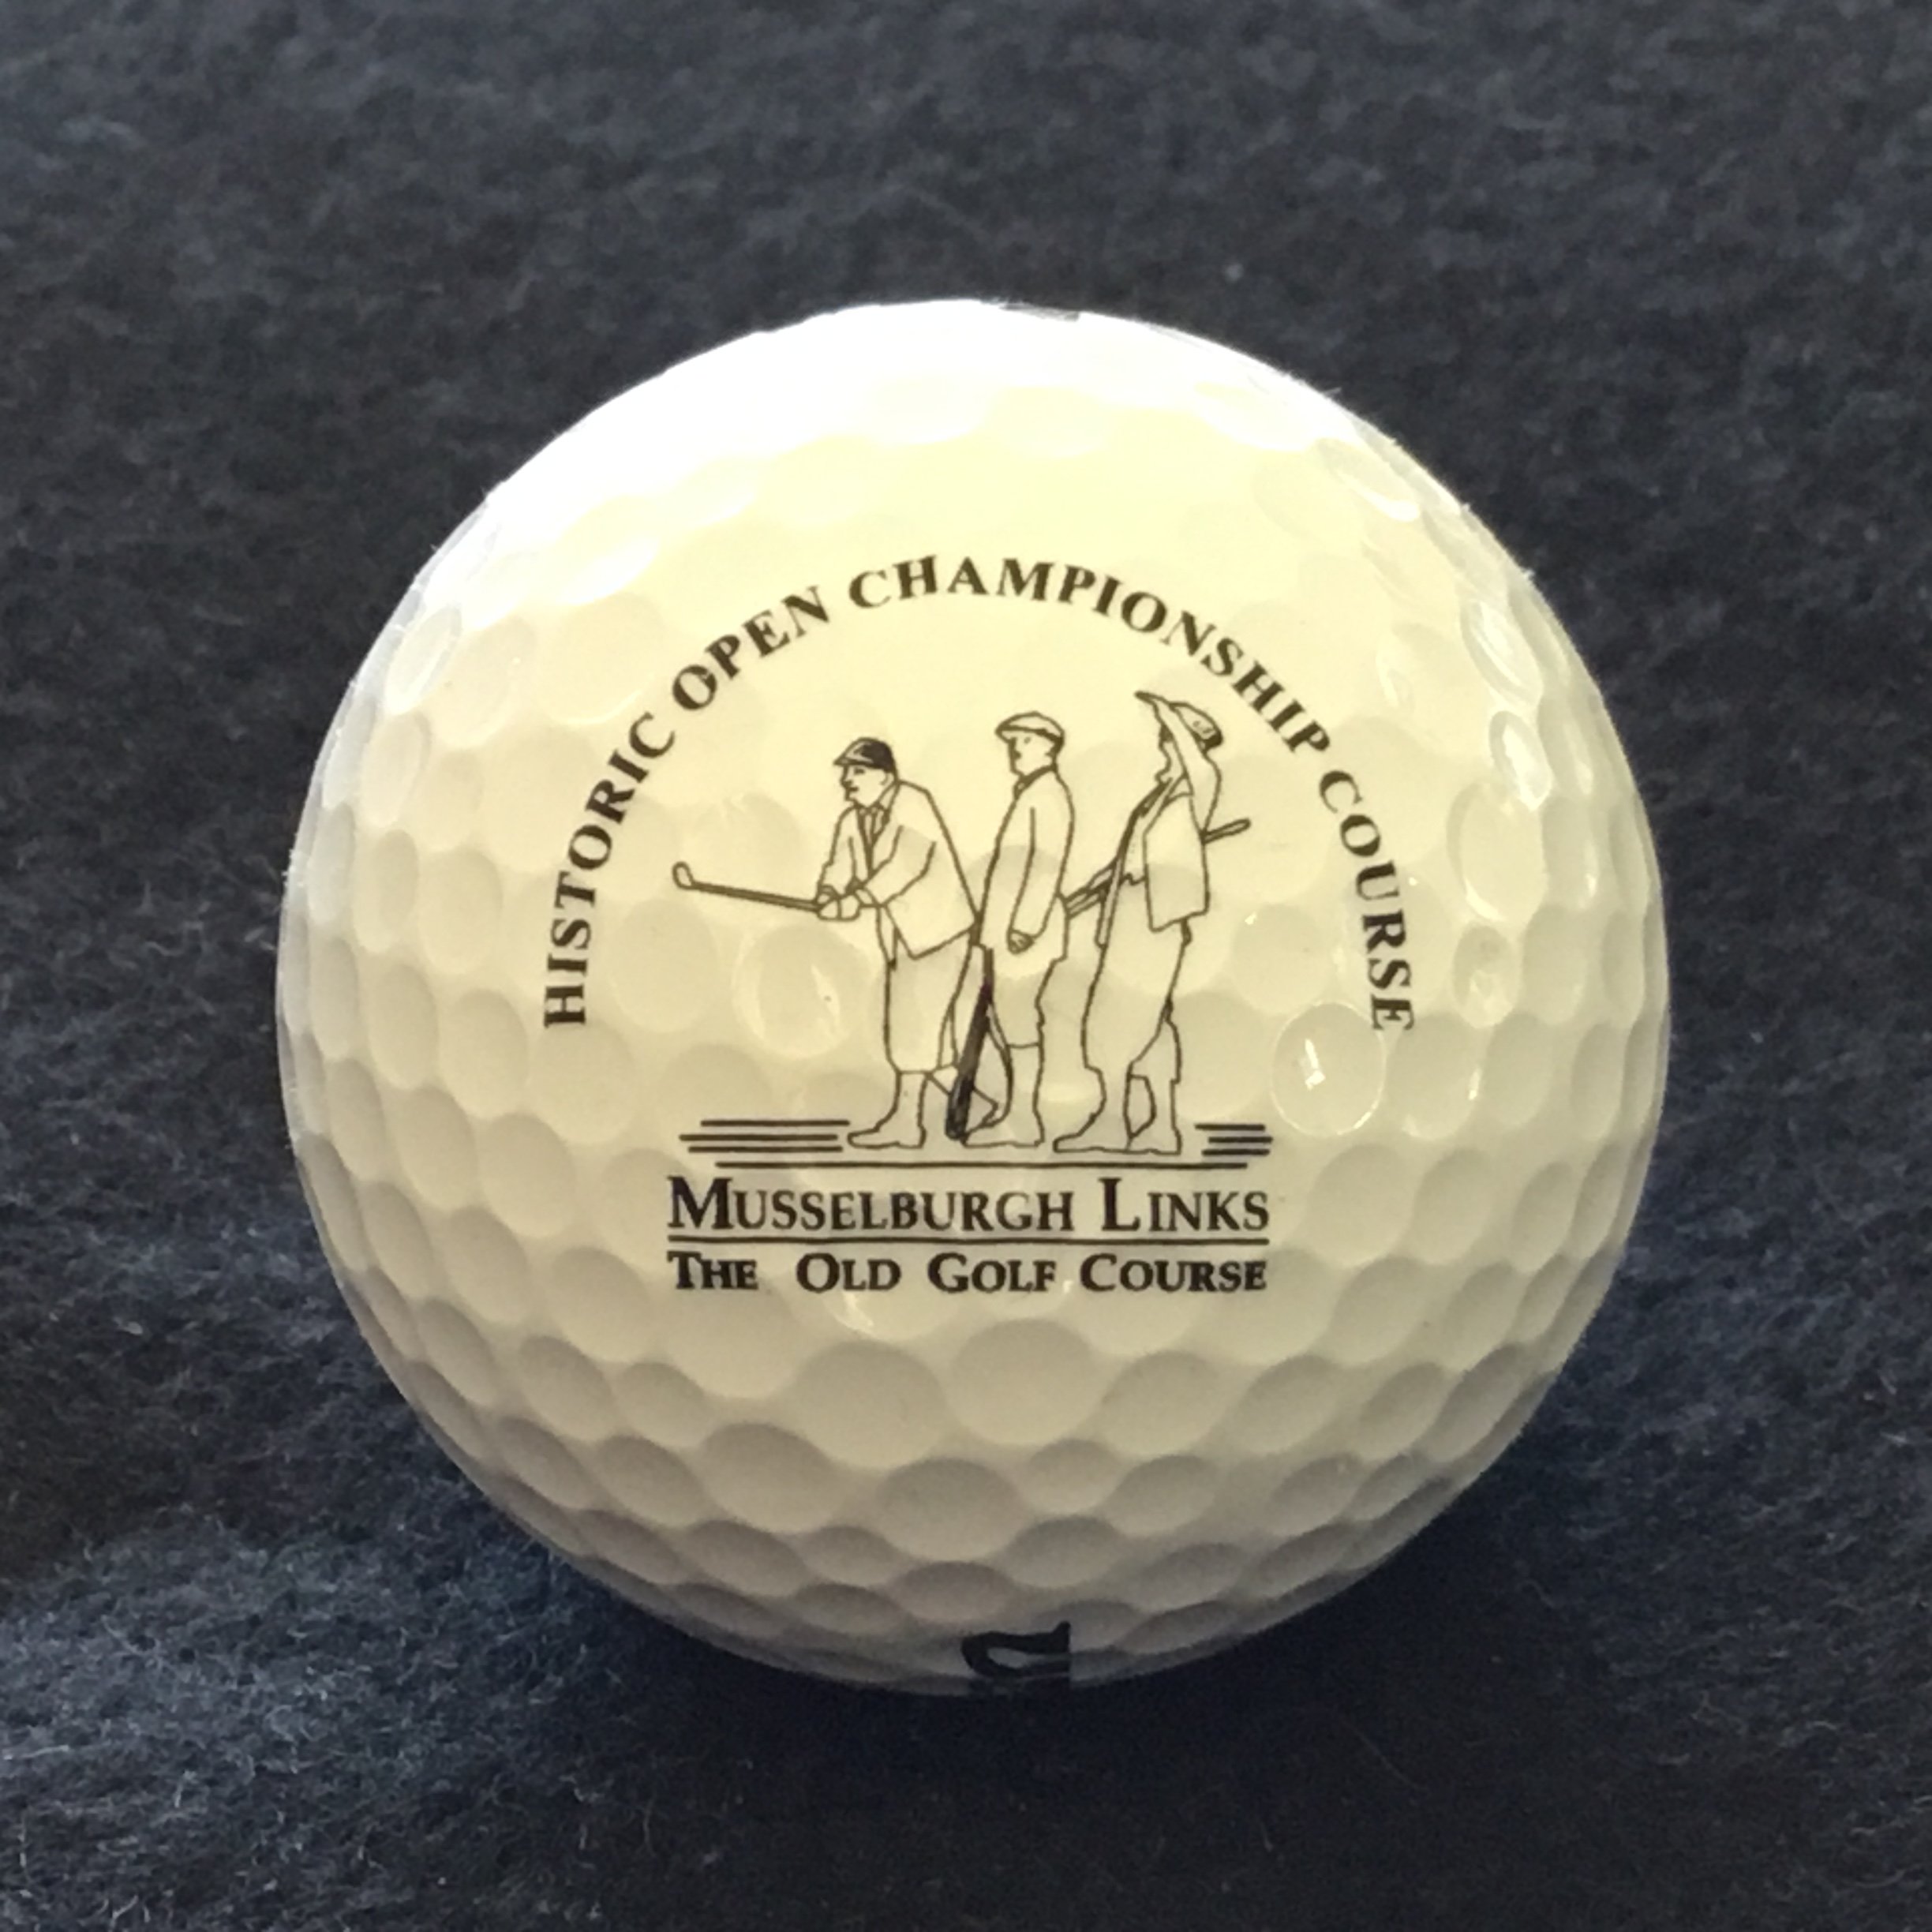 HISTORIC OPEN CHAMPIONSHIP COURSE
MUSSELBURGH LINKS
THE OLD GOLF COURSE